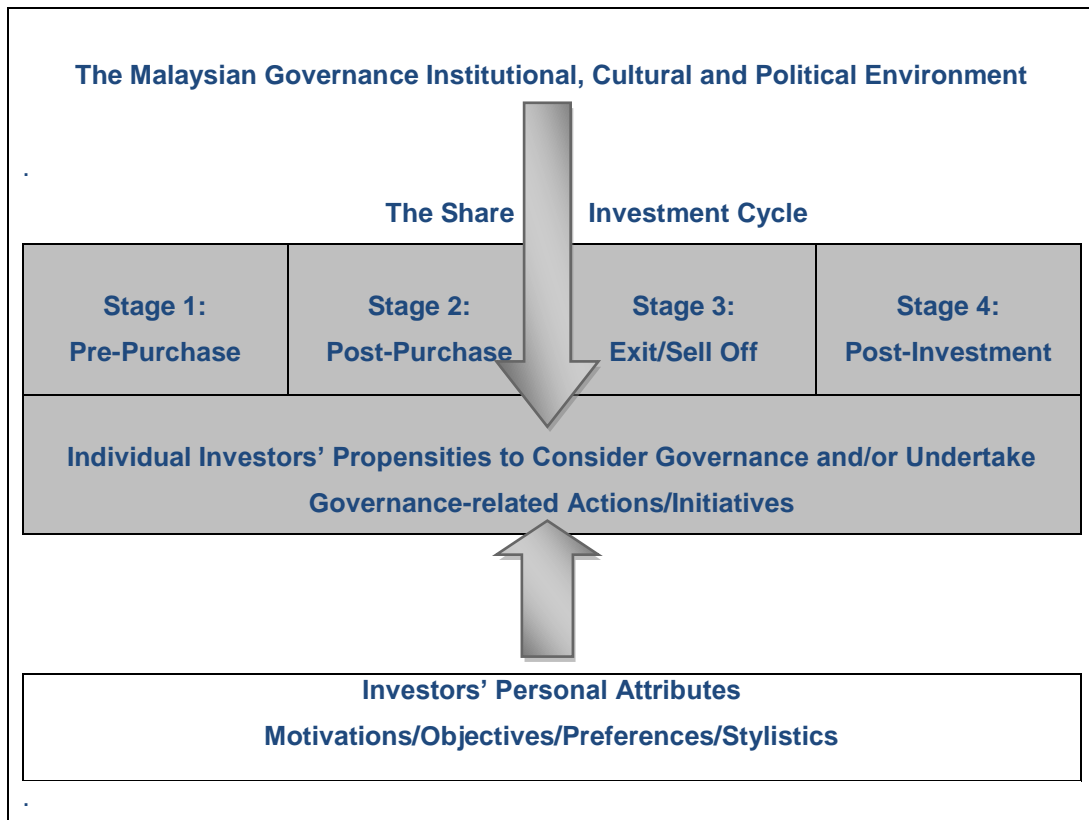 The Malaysian Governance Institutional, Cultural and Political Environment
.
The Share Investment Cycle
Stage 1:
Pre-Purchase
Stage 2:
Post-Purchase
Stage 3:
Exit/Sell Off
Stage 4:
Post-Investment
Individual Investors’ Propensities to Consider Governance and/or Undertake
Governance-related Actions/Initiatives
Investors’ Personal Attributes
Motivations/Objectives/Preferences/Stylistics
.